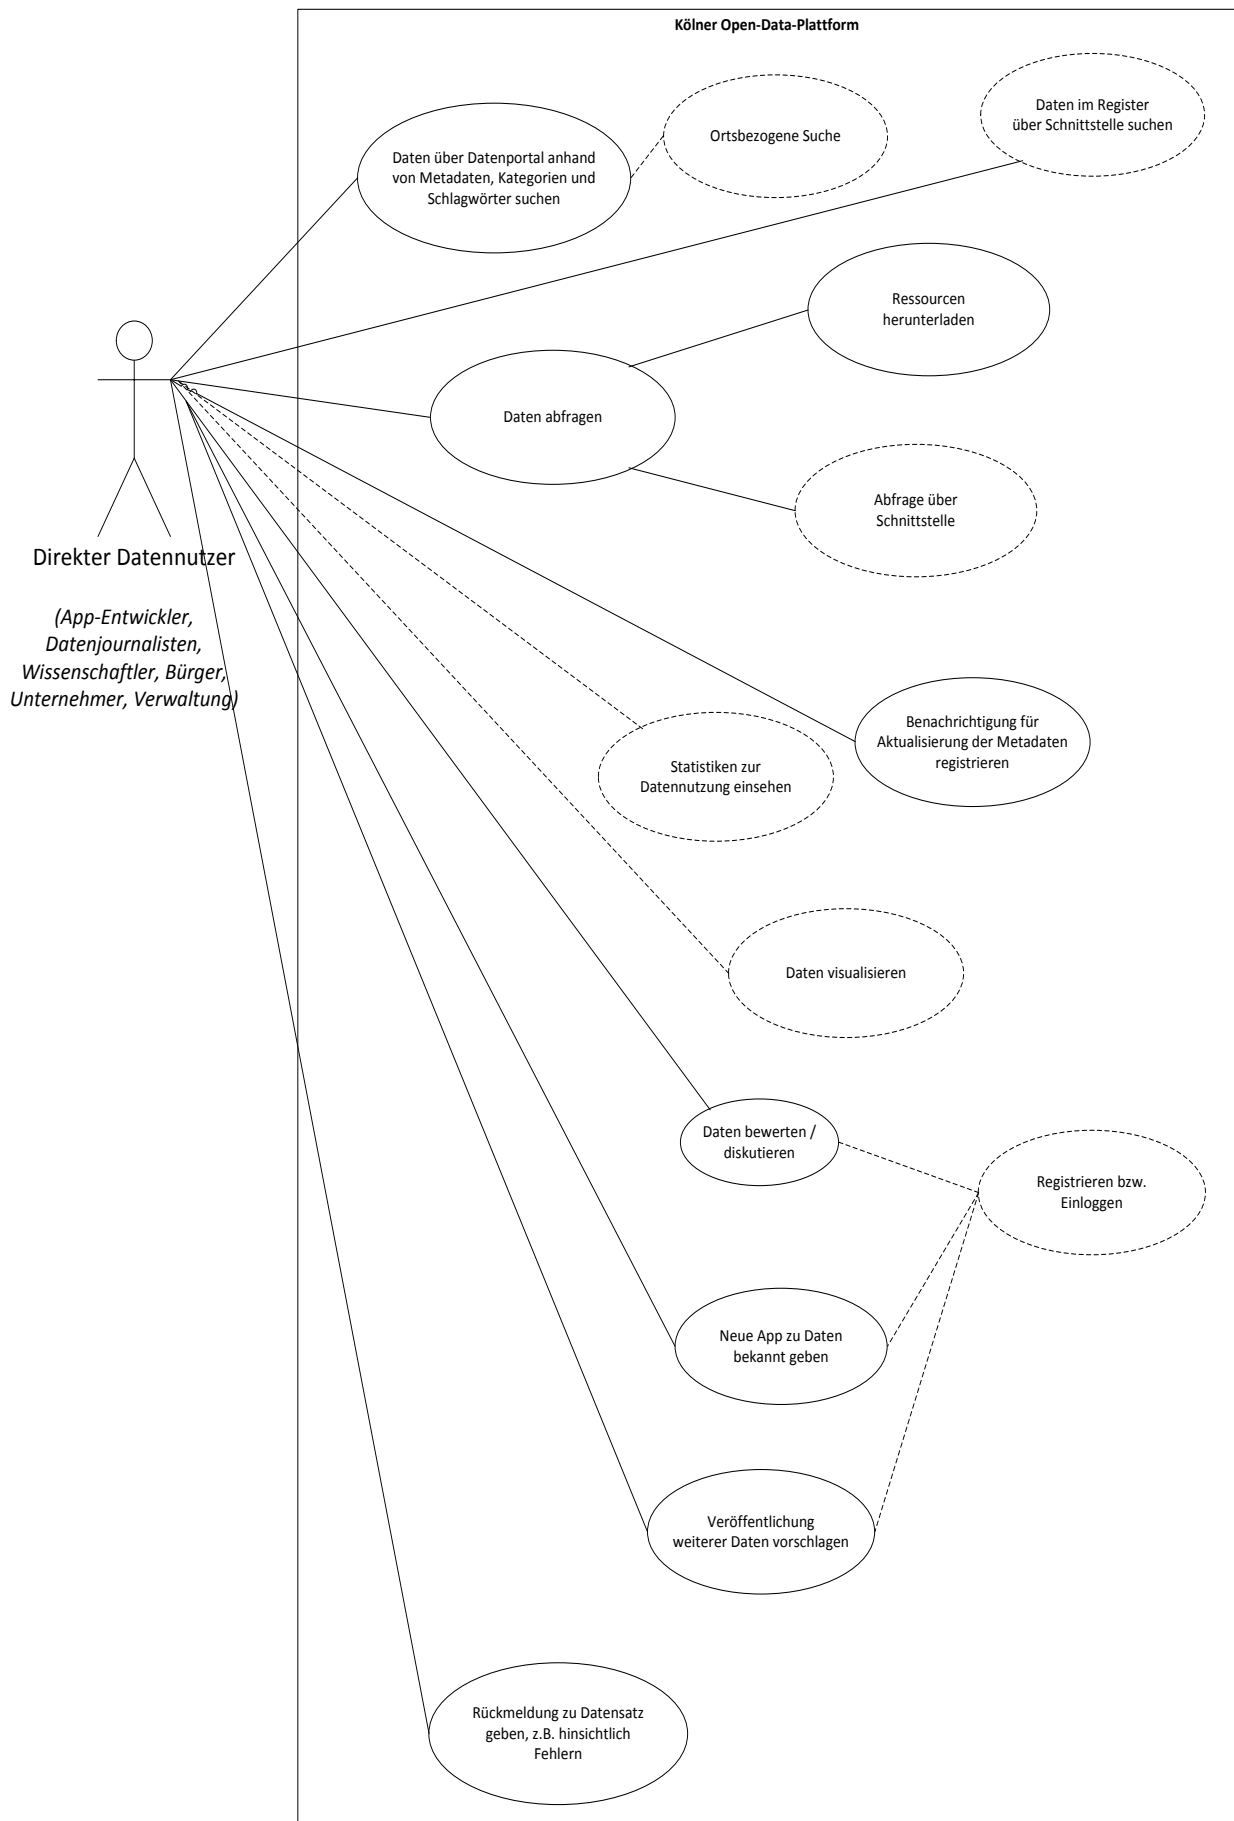 Kölner Open-Data-Plattform
Daten über Datenportal anhand
von Metadaten, Kategorien und
Schlagwörter suchen
Ortsbezogene Suche
Daten im Register
über Schnittstelle suchen
Ressourcen
herunterladen
Daten abfragen
Abfrage über
Schnittstelle
Direkter Datennutzer
(App-Entwickler,
Datenjournalisten,
Wissenschaftler, Bürger,
Unternehmer, Verwaltung)
Benachrichtigung für
Aktualisierung der Metadaten
registrieren
Statistiken zur
Datennutzung einsehen
Daten visualisieren
Daten bewerten /
diskutieren
Registrieren bzw.
Einloggen
Neue App zu Daten
bekannt geben
Veröffentlichung
weiterer Daten vorschlagen
Rückmeldung zu Datensatz
geben, z.B. hinsichtlich
Fehlern